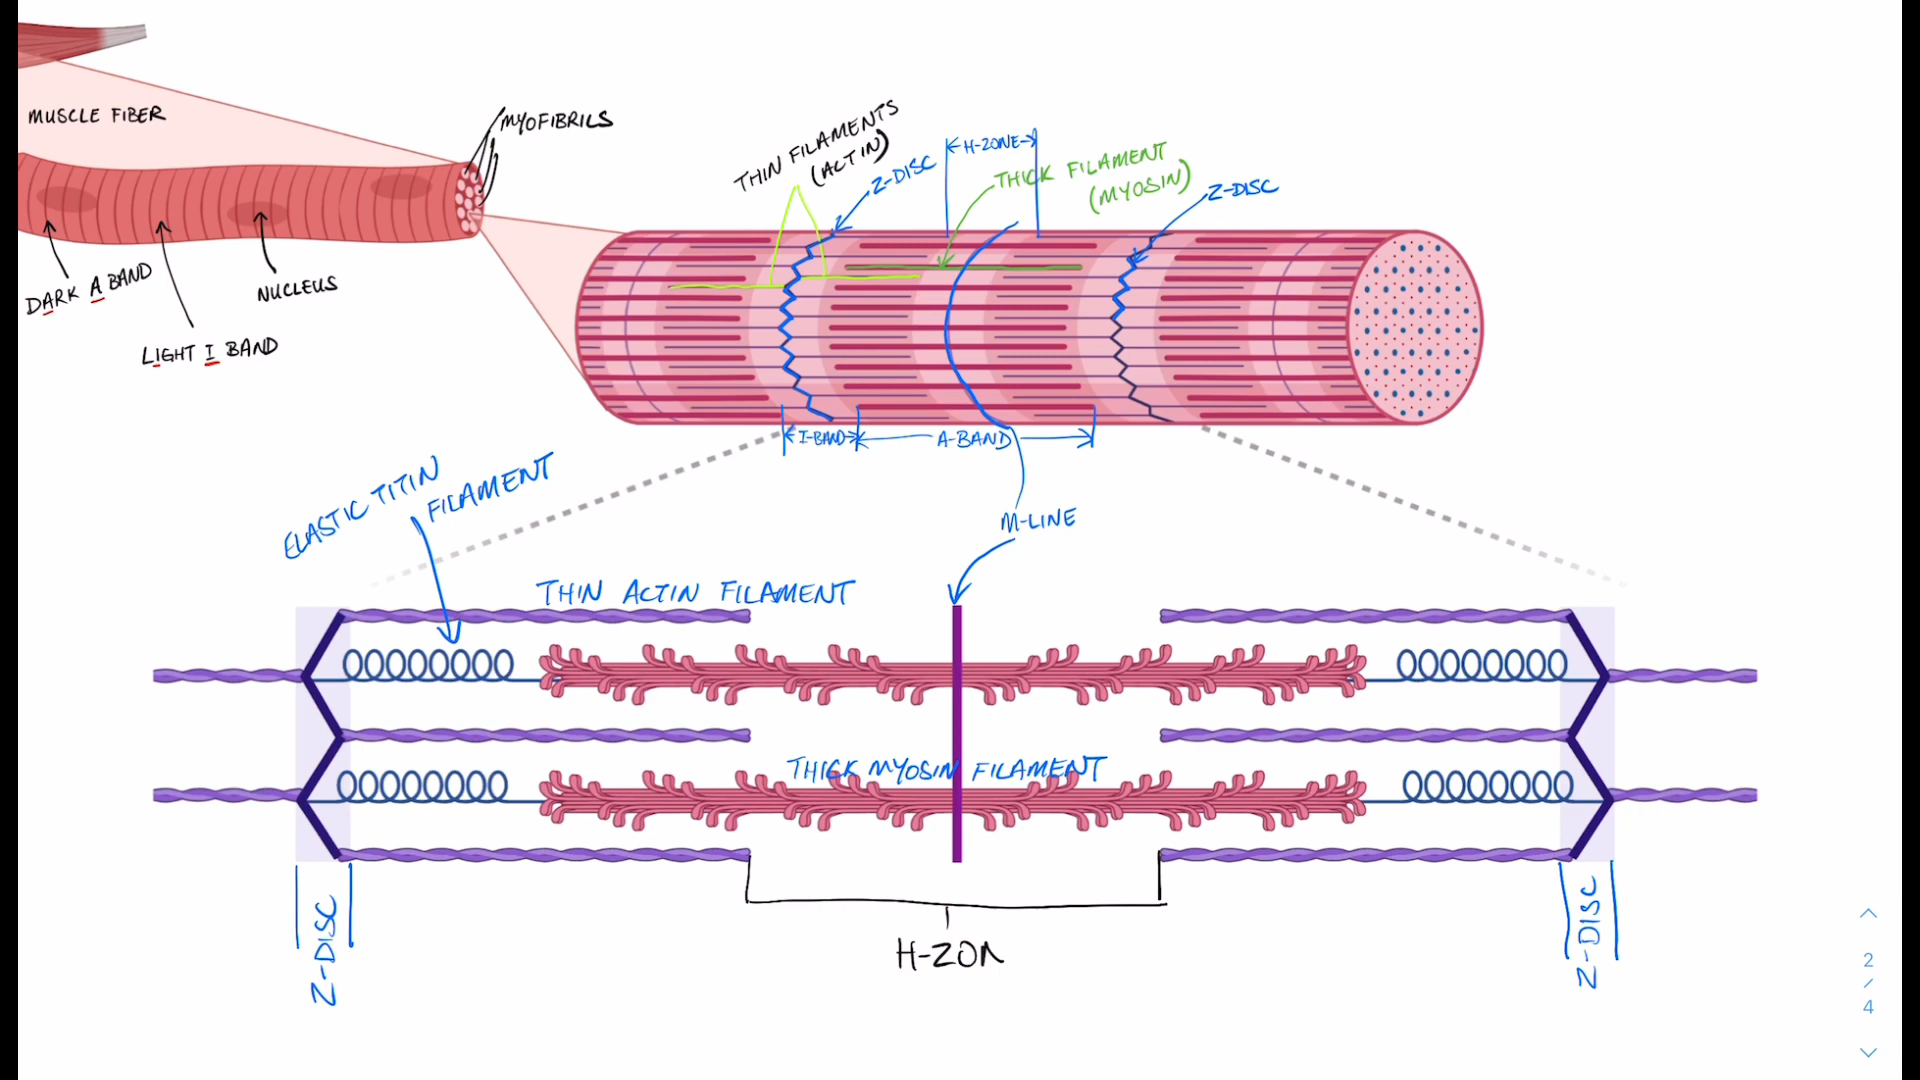 MUSCLE FIBER
MYOFIBRILS
DARK A BAND
LIGHT I BAND
NUCLEUS
THIN FILAMENTS
(ACTIN)
Z-DISC
H-ZONE
THICK FILAMENT
(MYOSIN)
Z-DISC
I-BAND
A-BAND
M-LINE
ELASTIC TITIN
FILAMENT
THIN ACTIN FILAMENT
THICK MYOSIN FILAMENT
Z-DISC
H-ZON
Z-DISC
2
/
4